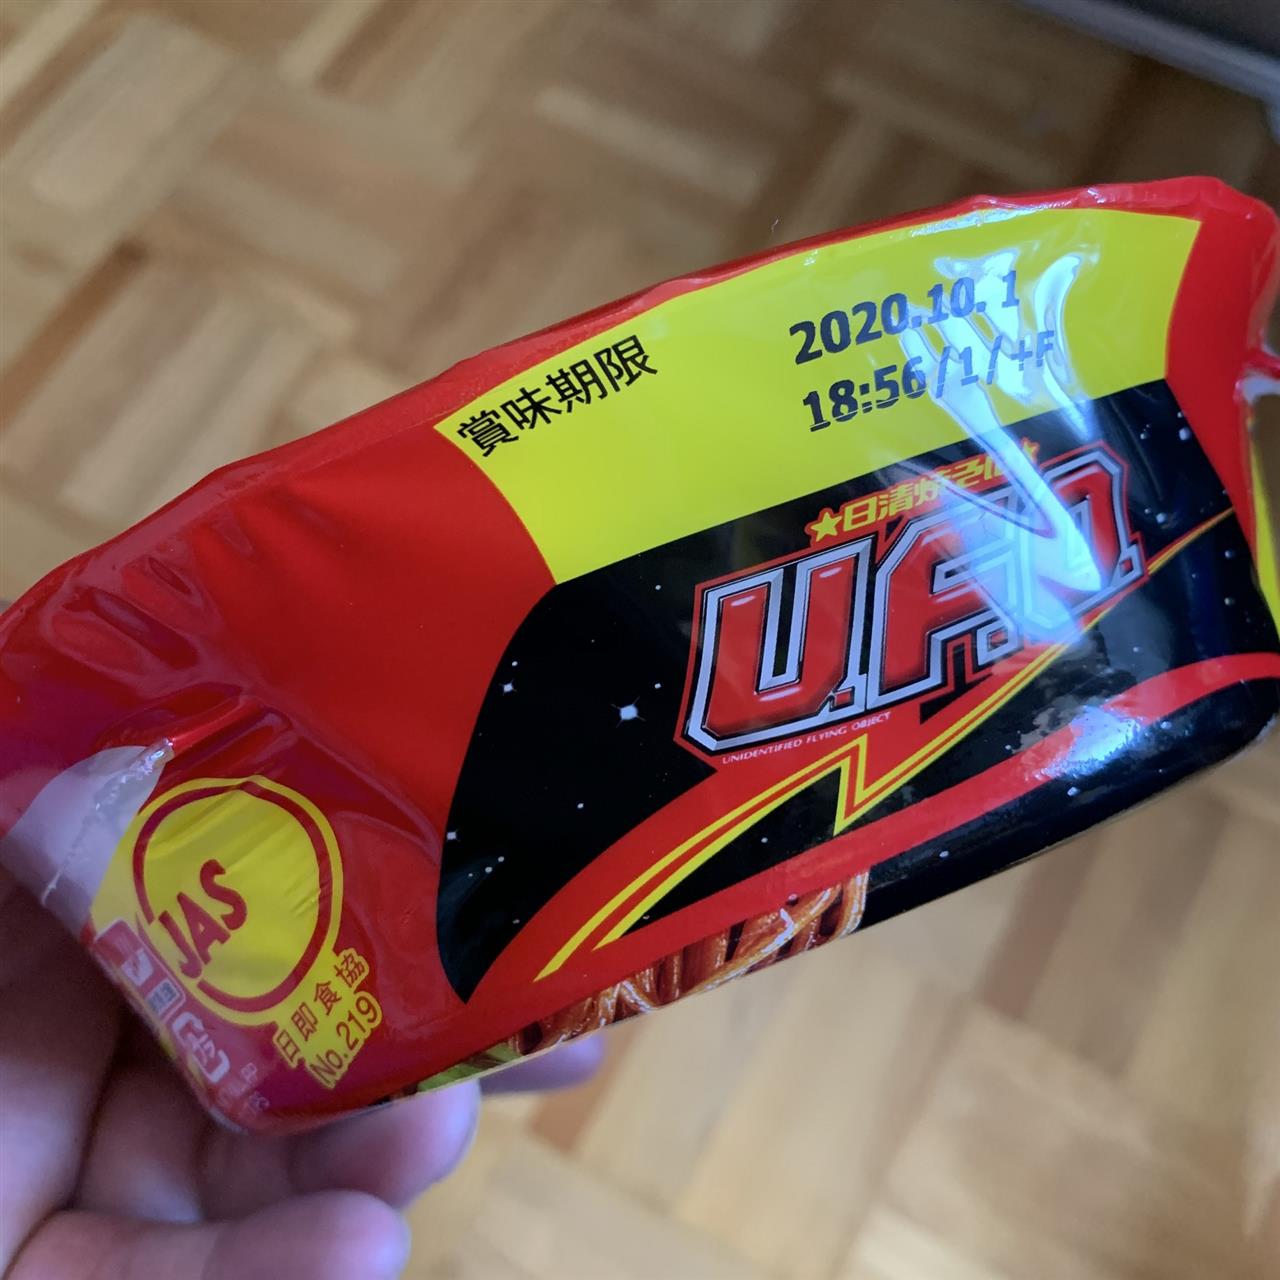 賞味期限
2020.10.1
18:56/1/+F
★日清焼そば★
U.F.O.
UNIDENTIFIED FLYING OBJECT
JAS
日即食協
No.219